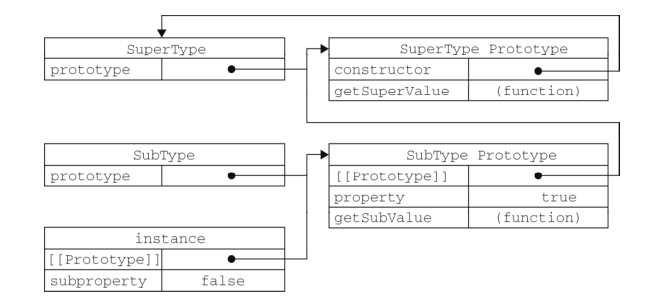 SuperType
prototype
SuperType Prototype
constructor
getSuperValue (function)
SubType
prototype
SubType Prototype
[[Prototype]]
property true
getSubValue (function)
instance
[[Prototype]]
subproperty false